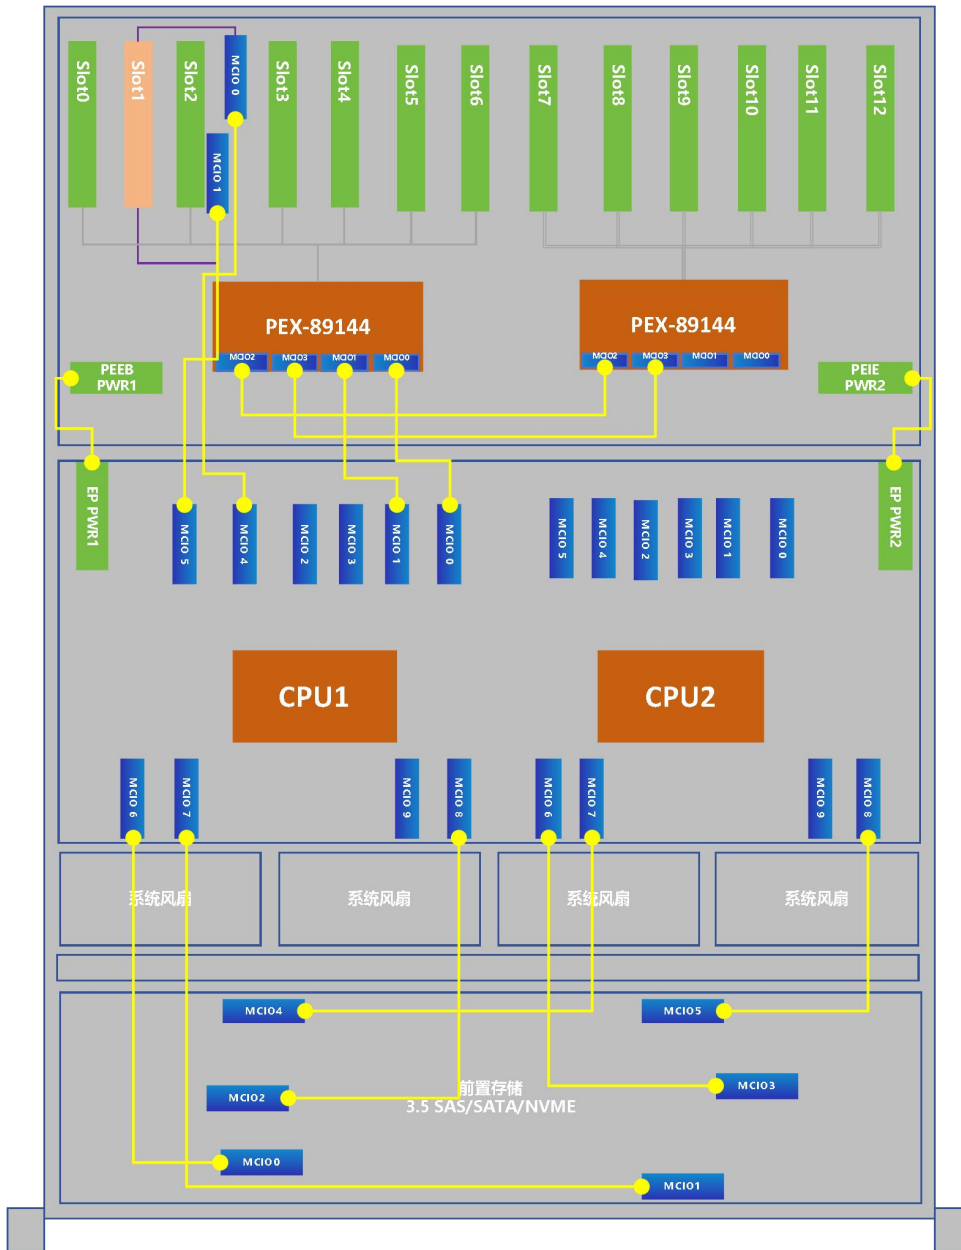 Slot0
Slot1
Slot2
MCIO 0
MCIO 1
Slot3
Slot4
Slot5
Slot6
Slot7
Slot8
Slot9
Slot10
Slot11
Slot12
PEX-89144
MCIO2
MCIO3
MCIO1
MCIO0
PEX-89144
MCIO2
MCIO3
MCIO1
MCIO0
PEEB
PWR1
PEIE
PWR2
EP PWR1
MCIO 5
MCIO 4
MCIO 2
MCIO 3
MCIO 1
MCIO 0
MCIO 5
MCIO 4
MCIO 2
MCIO 3
MCIO 1
MCIO 0
EP PWR2
CPU1
CPU2
MCIO 6
MCIO 7
MCIO 9
MCIO 8
MCIO 6
MCIO 7
MCIO 9
MCIO 8
系统风扇
系统风扇
系统风扇
系统风扇
MCIO4
MCIO5
MCIO2
前置存储
3.5 SAS/SATA/NVME
MCIO3
MCIO0
MCIO1